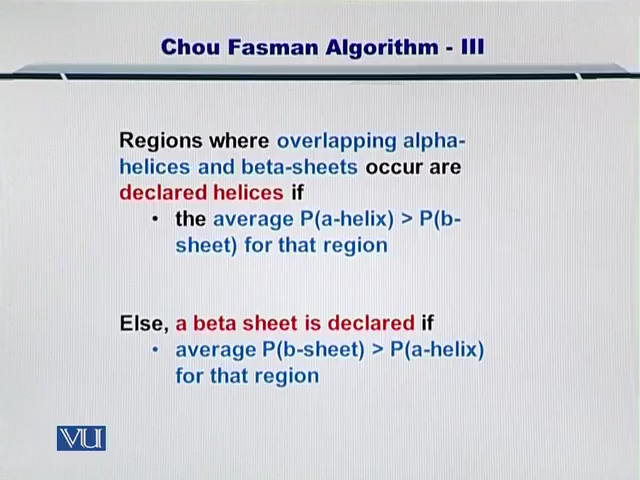 Chou Fasman Algorithm - III
Regions where overlapping alpha-
helices and beta-sheets occur are
declared helices if
• the average P(a-helix) > P(b-
sheet) for that region
Else, a beta sheet is declared if
• average P(b-sheet) > P(a-helix)
for that region
VU